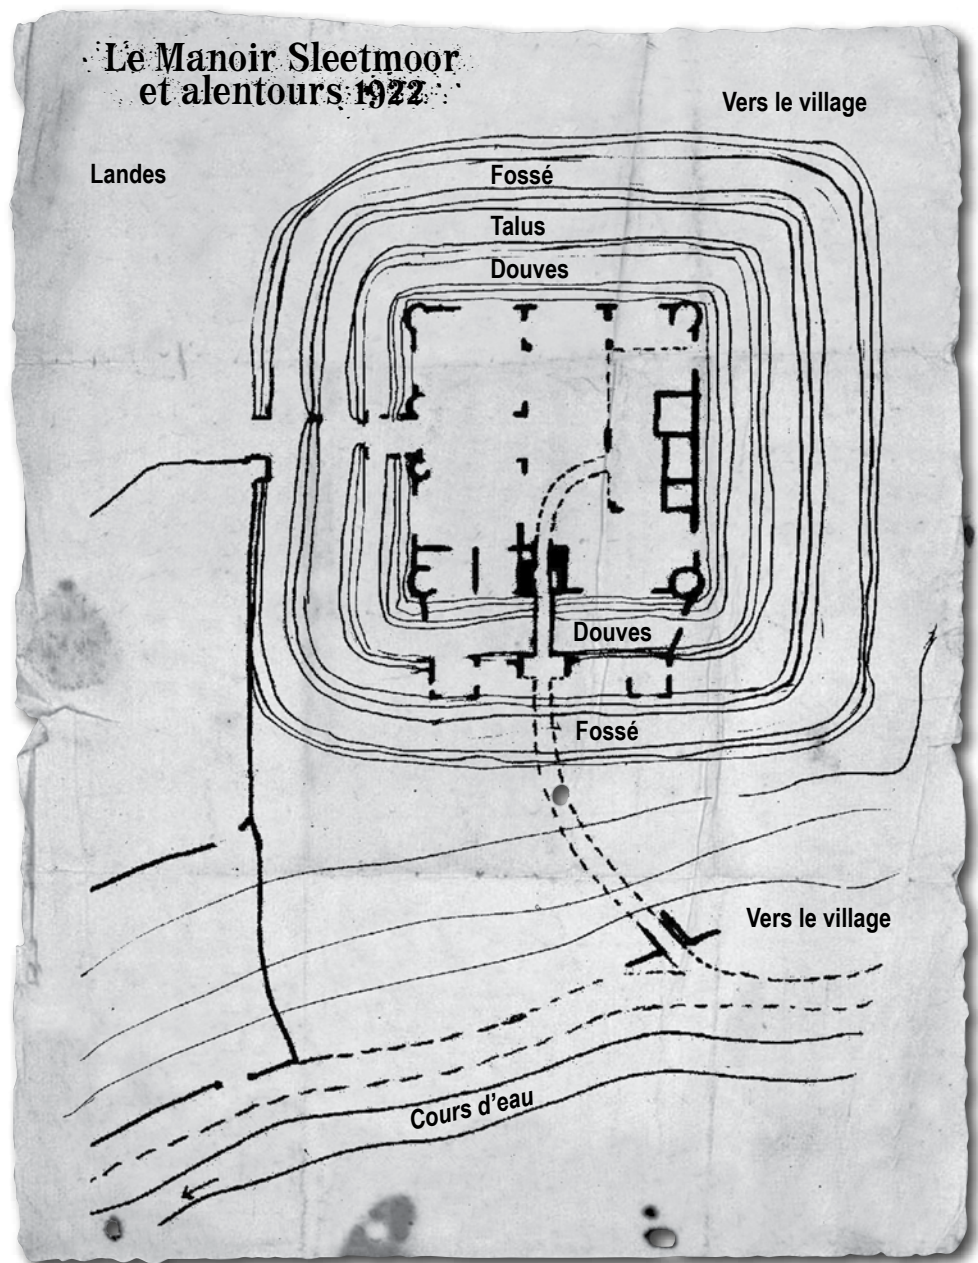 Le Manoir Sleetmoor
et alentours 1922
Vers le village
Landes
Fossé
Talus
Douves
Douves
Fossé
Vers le village
Cours d'eau